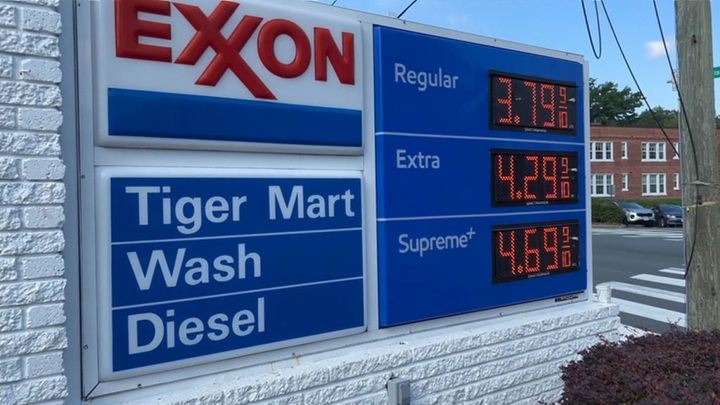 EXXON
Tiger Mart
Wash
Diesel
Regular 3.79 9/10
Extra 4.29 9/10
Supreme+ 4.69 9/10